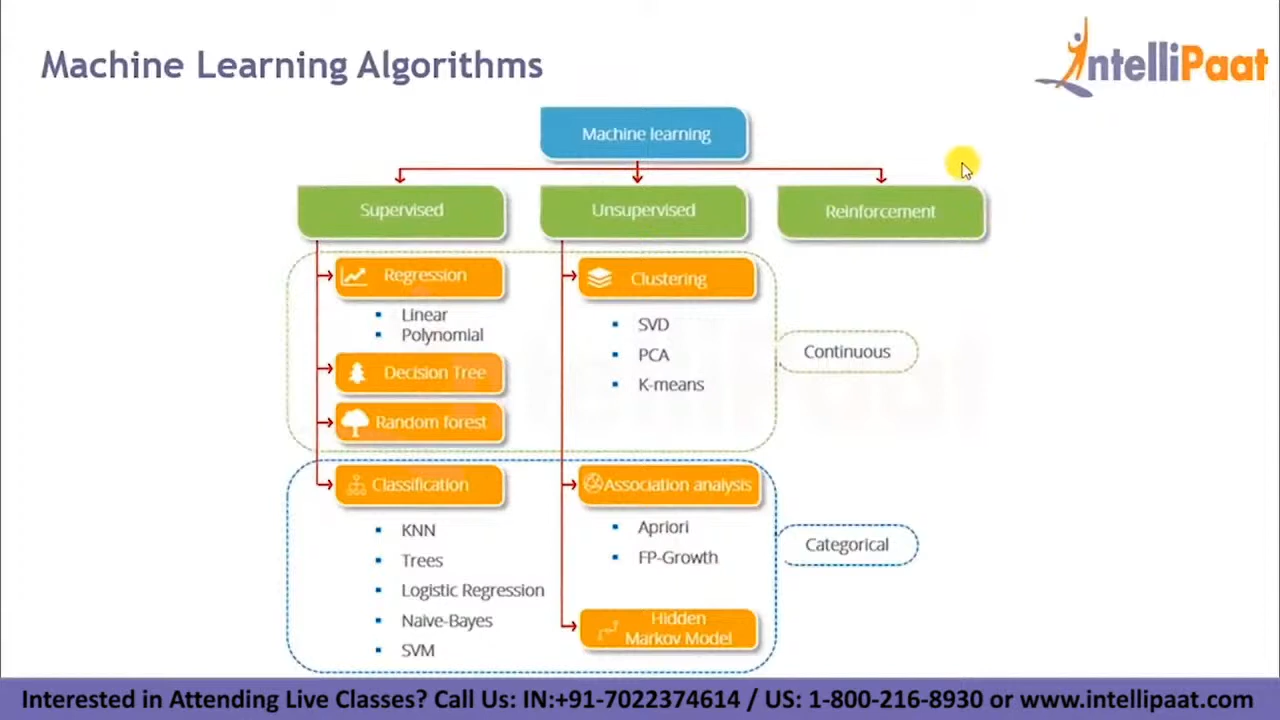 Machine Learning Algorithms
IntelliPaat
Machine learning
Supervised
Unsupervised
Reinforcement
Regression
Linear
Polynomial
Decision Tree
Random forest
Clustering
SVD
PCA
K-means
Continuous
Classification
KNN
Trees
Logistic Regression
Naive-Bayes
SVM
Association analysis
Apriori
FP-Growth
Hidden
Markov Model
Categorical
Interested in Attending Live Classes? Call Us: IN:+91-7022374614 / US: 1-800-216-8930 or www.intellipaat.com